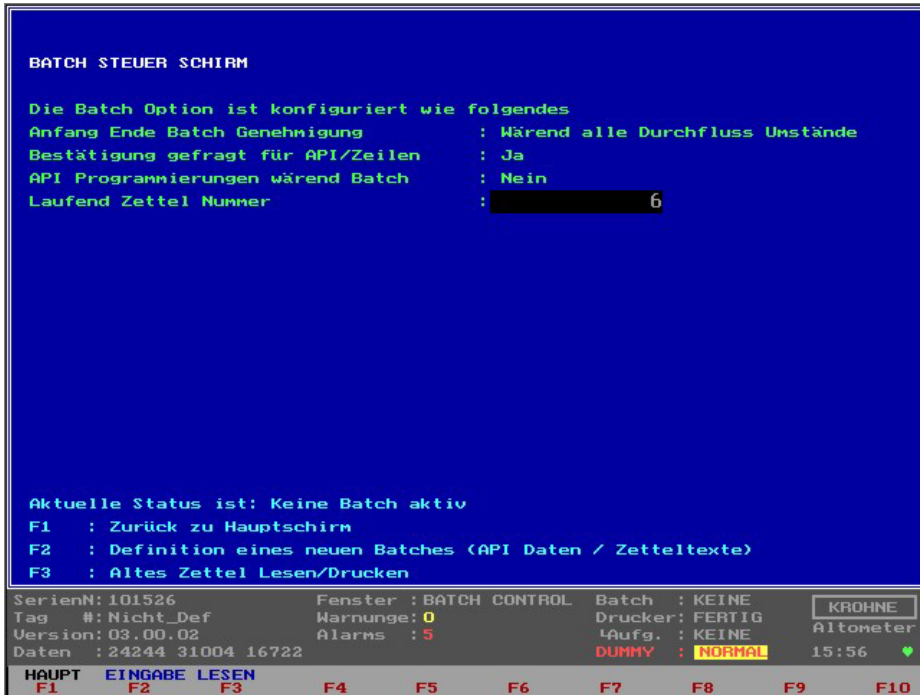 BATCH STEUER SCHIRM
Die Batch Option ist konfiguriert wie folgendes
Anfang Ende Batch Genehmigung : Wärend alle Durchfluss Umstände
Bestätigung gefragt für API/Zeilen : Ja
API Programmierungen wärend Batch : Nein
Laufend Zettel Nummer : 6
Aktuelle Status ist: Keine Batch aktiv
F1 : Zurück zu Hauptschirm
F2 : Definition eines neuen Batches (API Daten / Zetteltexte)
F3 : Altes Zettel Lesen/Drucken
SerienN: 101526 Fenster : BATCH CONTROL Batch : KEINE KROHNE
Tag #: Nicht_Def Warnunge: 0 Drucker: FERTIG Altometer
Version: 03.00.02 Alarms : 5 4Aufg. : KEINE
Daten : 24244 31004 16722 DUMMY : NORMAL 15:56 ♥
HAUPT EINGABE LESEN
F1 F2 F3 F4 F5 F6 F7 F8 F9 F10